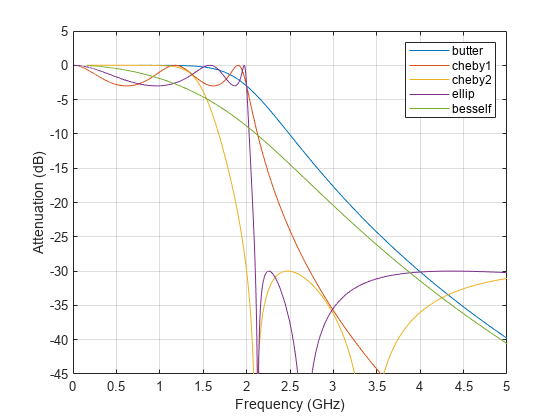 5
0
-5
-10
-15
-20
-25
-30
-35
-40
-45
Attenuation (dB)
butter
cheby1
cheby2
ellip
besself
0 0.5 1 1.5 2 2.5 3 3.5 4 4.5 5
Frequency (GHz)